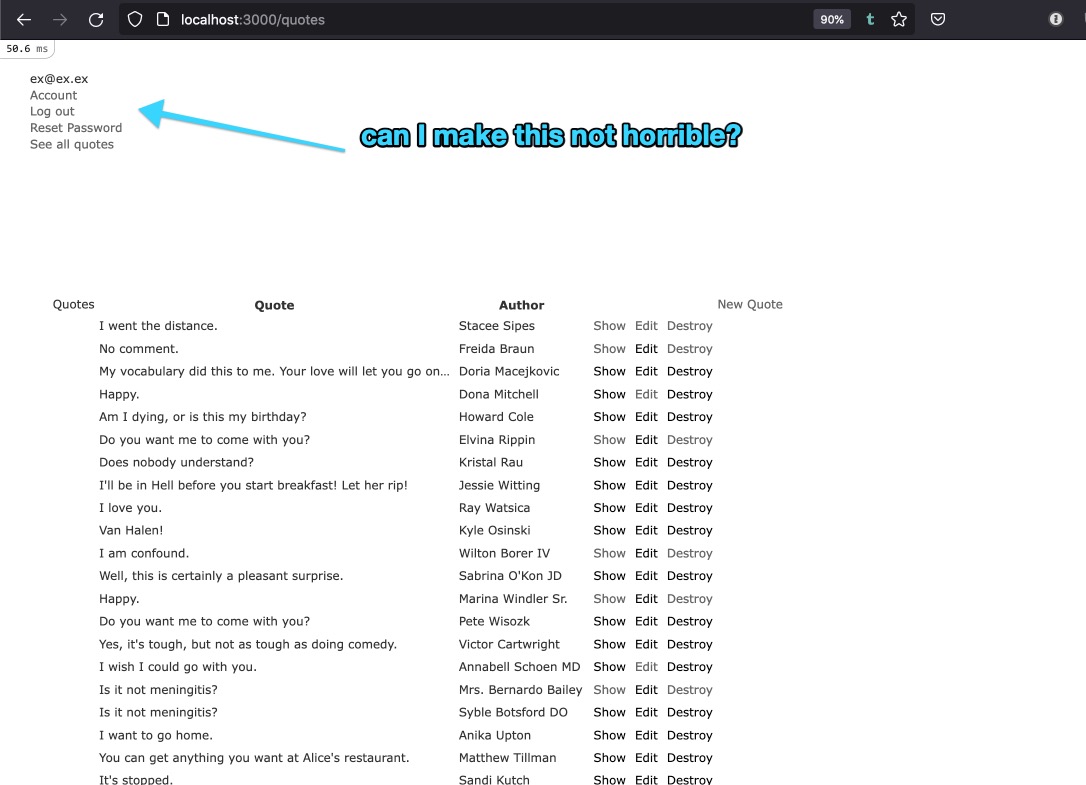 localhost:3000/quotes 90% t
50.6 ms
ex@ex.ex
Account
Log out
Reset Password
See all quotes
can I make this not horrible?
Quotes Quote Author New Quote
I went the distance. Stacee Sipes Show Edit Destroy
No comment. Freida Braun Show Edit Destroy
My vocabulary did this to me. Your love will let you go on... Doria Macejkovic Show Edit Destroy
Happy. Dona Mitchell Show Edit Destroy
Am I dying, or is this my birthday? Howard Cole Show Edit Destroy
Do you want me to come with you? Elvina Rippin Show Edit Destroy
Does nobody understand? Kristal Rau Show Edit Destroy
I'll be in Hell before you start breakfast! Let her rip! Jessie Witting Show Edit Destroy
I love you. Ray Watsica Show Edit Destroy
Van Halen! Kyle Osinski Show Edit Destroy
I am confound. Wilton Borer IV Show Edit Destroy
Well, this is certainly a pleasant surprise. Sabrina O'Kon JD Show Edit Destroy
Happy. Marina Windler Sr. Show Edit Destroy
Do you want me to come with you? Pete Wisozk Show Edit Destroy
Yes, it's tough, but not as tough as doing comedy. Victor Cartwright Show Edit Destroy
I wish I could go with you. Annabell Schoen MD Show Edit Destroy
Is it not meningitis? Mrs. Bernardo Bailey Show Edit Destroy
Is it not meningitis? Syble Botsford DO Show Edit Destroy
I want to go home. Anika Upton Show Edit Destroy
You can get anything you want at Alice's restaurant. Matthew Tillman Show Edit Destroy
It's stopped. Sandi Kutch Show Edit Destroy